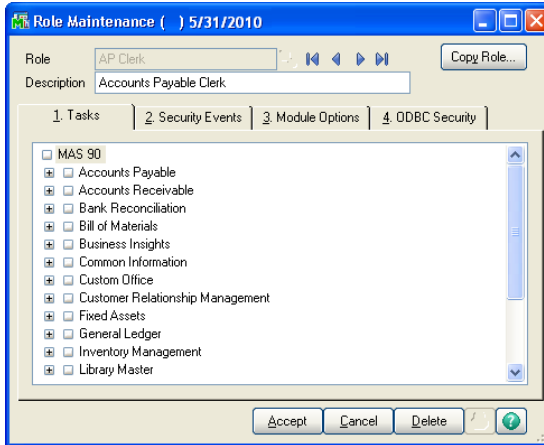 Role Maintenance ( ) 5/31/2010
Role AP Clerk Copy Role...
Description Accounts Payable Clerk
1. Tasks 2. Security Events 3. Module Options 4. ODBC Security
MAS 90
Accounts Payable
Accounts Receivable
Bank Reconciliation
Bill of Materials
Business Insights
Common Information
Custom Office
Customer Relationship Management
Fixed Assets
General Ledger
Inventory Management
Library Master
Accept Cancel Delete